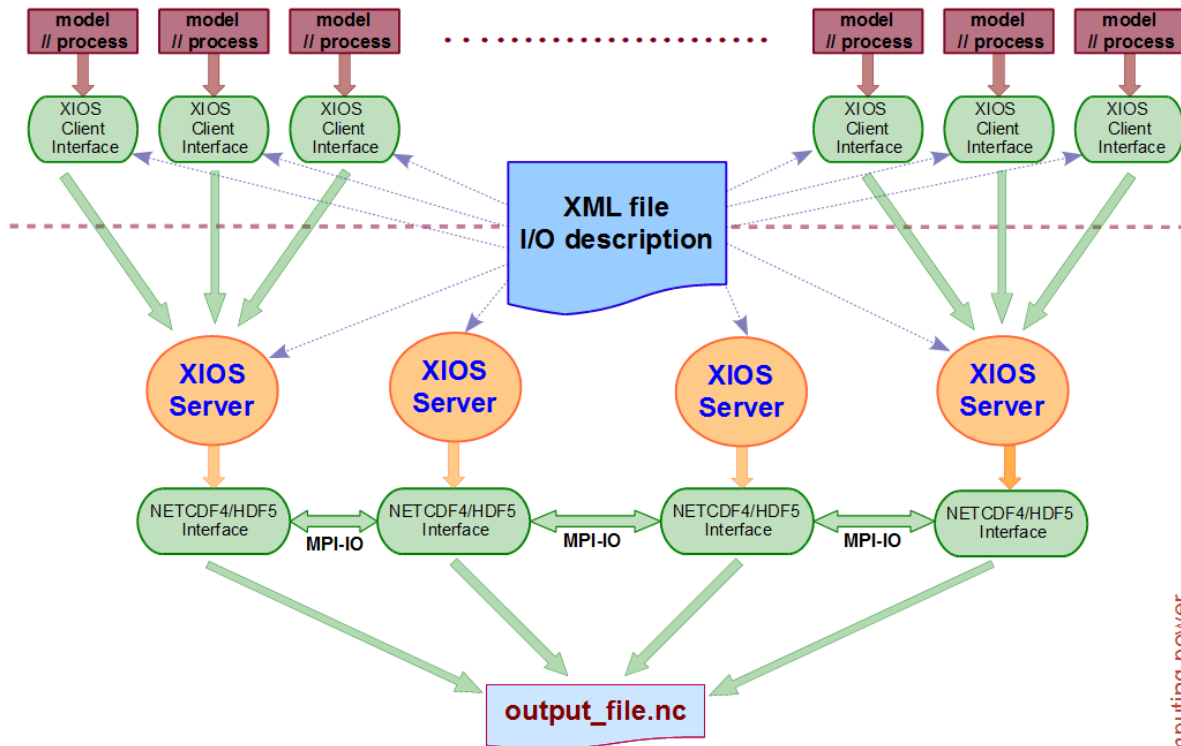 model
// process
model
// process
model
// process
model
// process
model
// process
model
// process
XIOS
Client
Interface
XIOS
Client
Interface
XIOS
Client
Interface
XIOS
Client
Interface
XIOS
Client
Interface
XIOS
Client
Interface
XML file
I/O description
XIOS
Server
XIOS
Server
XIOS
Server
XIOS
Server
NETCDF4/HDF5
Interface
NETCDF4/HDF5
Interface
NETCDF4/HDF5
Interface
NETCDF4/HDF5
Interface
MPI-IO
MPI-IO
MPI-IO
output_file.nc
power